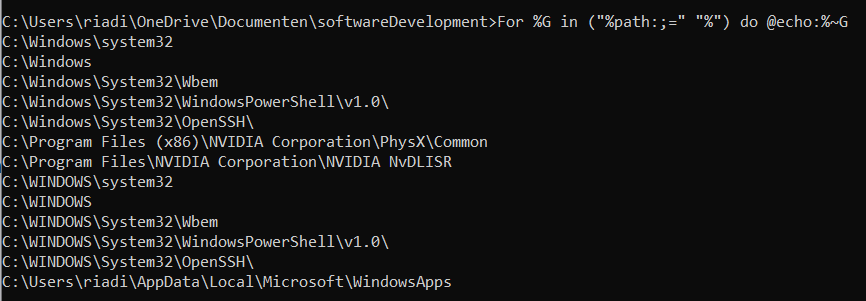 C:\Users\riadi\OneDrive\Documenten\softwareDevelopment>For %G in ("%path:;=" "%") do @echo:%~G
C:\Windows\system32
C:\Windows
C:\Windows\System32\Wbem
C:\Windows\System32\WindowsPowerShell\v1.0\
C:\Windows\System32\OpenSSH\
C:\Program Files (x86)\NVIDIA Corporation\PhysX\Common
C:\Program Files\NVIDIA Corporation\NVIDIA NvDLISR
C:\WINDOWS\system32
C:\WINDOWS
C:\WINDOWS\System32\Wbem
C:\WINDOWS\System32\WindowsPowerShell\v1.0\
C:\WINDOWS\System32\OpenSSH\
C:\Users\riadi\AppData\Local\Microsoft\WindowsApps